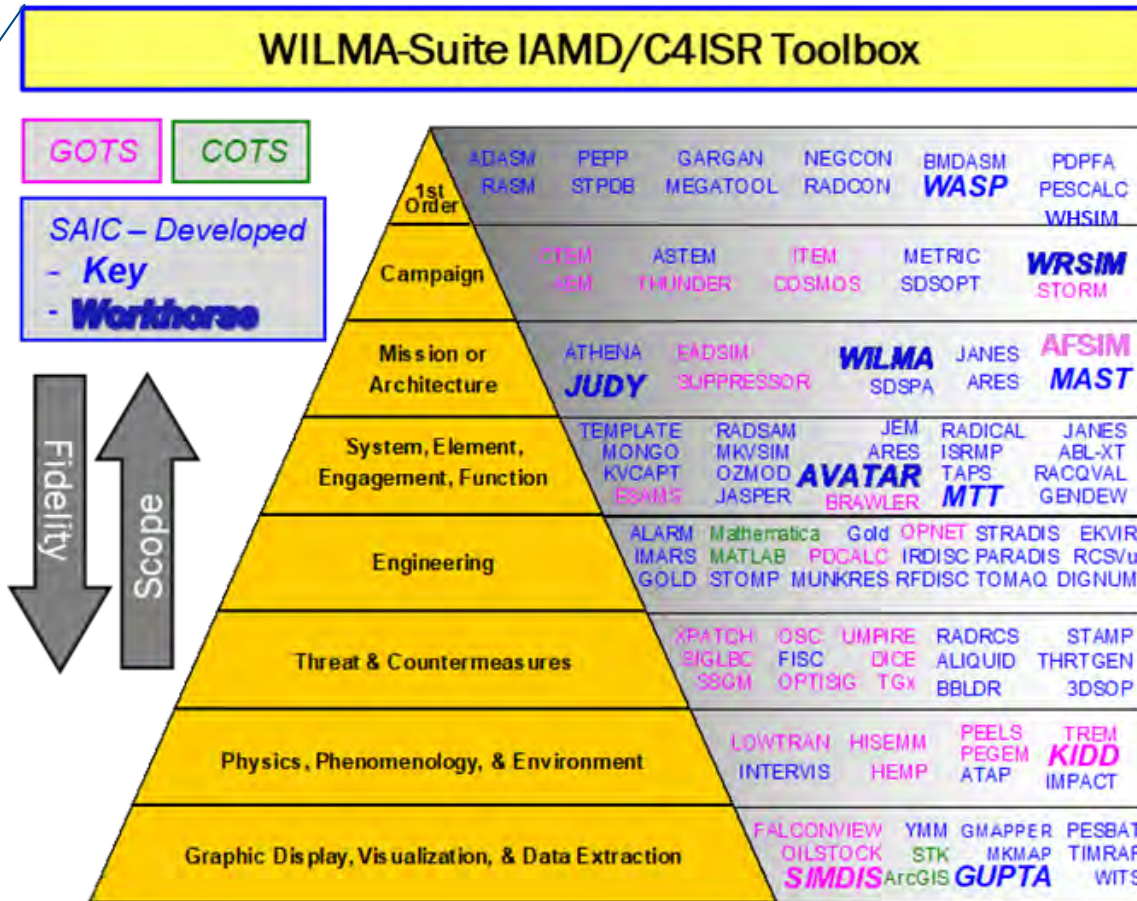 WILMA-Suite IAMD/C4ISR Toolbox
GOTS
COTS
SAIC – Developed
- Key
- Workhorse
Fidelity
Scope
1st
Order
ADASM PEPP GARGAN NEGCON BMDASM PDPFA
RASM STPDB MEGATOOL RADCON WASP PESCALC
WHSIM
Campaign
ASTEM ITEM METRIC WRSIM
THUNDER COSMOS SDSOPT STORM
Mission or
Architecture
ATHENA EADSIM WILMA JANES AFSIM
JUDY SUPPRESSOR SDSPA ARES MAST
System, Element,
Engagement, Function
TEMPLATE RADSAM JEM RADICAL JANES
MONGO MKVSIM ARES ISRMP ABL-XT
KVCAPT OZMOD AVATAR TAPS RACQVAL
ESAMS JASPER BRAWLER MTT GENDEW
Engineering
ALARM Mathematica Gold OPNET STRADIS EKVIR
IMARS MATLAB PDCALC IRDISC PARADIS RCSVu
GOLD STOMP MUNKRES RFDISC TOMAQ DIGNUM
Threat & Countermeasures
XPATCH OSC UMPIRE RADRCS STAMP
SIGLBC FISC DICE ALIQUID THRTGEN
SSGM OPTISIG TGx BBLDR 3DSOP
Physics, Phenomenology, & Environment
LOWTRAN HISEMM PEELS TREM
PEGEM KIDD
INTERVIS HEMP ATAP IMPACT
Graphic Display, Visualization, & Data Extraction
FALCONVIEW YMM GMAPPER PESBAT
OILSTOCK STK MKMAP
SIMDIS ArcGIS GUPTA WITS